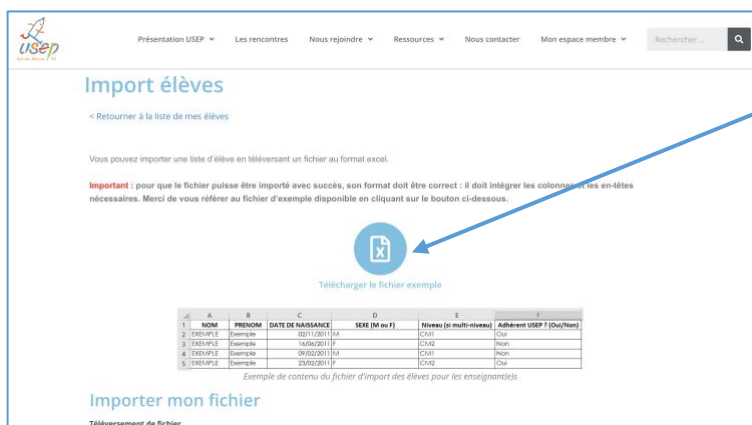 usep
Présentation USEP
Les rencontres
Nous rejoindre
Ressources
Nous contacter
Mon espace membre
Rechercher ...
Import élèves
< Retourner à la liste de mes élèves
Vous pouvez importer une liste d'élève en téléversant un fichier au format excel.
Important : pour que le fichier puisse être importé avec succès, son format doit être correct : il doit intégrer les colonnes et les en-têtes
nécessaires. Merci de vous référer au fichier d'exemple disponible en cliquant sur le bouton ci-dessous.
Télécharger le fichier exemple
A B C D E F
1 NOM PRENOM DATE DE NAISSANCE SEXE (M ou F) Niveau (si multi-niveau) Adhérent USEP ? (Oui/Non)
2 EXEMPLE Exemple 02/11/2011 M CM1 Oui
3 EXEMPLE Exemple 16/06/2011 F CM2 Non
4 EXEMPLE Exemple 09/02/2011 M CM1 Non
5 EXEMPLE Exemple 23/02/2011 F CM2 Oui
Exemple de contenu du fichier d'import des élèves pour les enseignant(e)s
Importer mon fichier
Téléversement de fichier